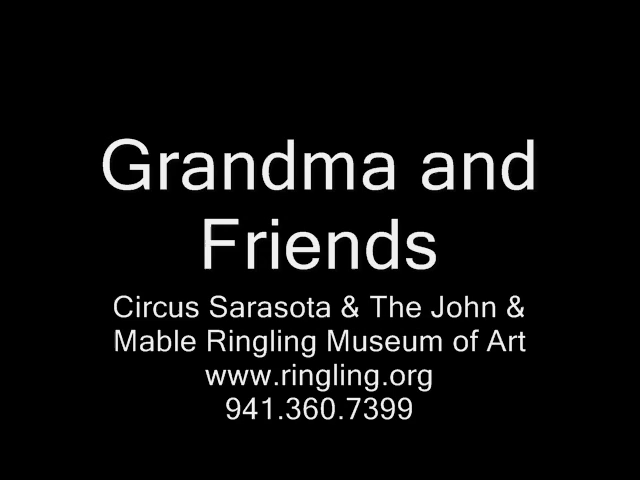 Grandma and
Friends
Circus Sarasota & The John &
Mable Ringling Museum of Art
www.ringling.org
941.360.7399